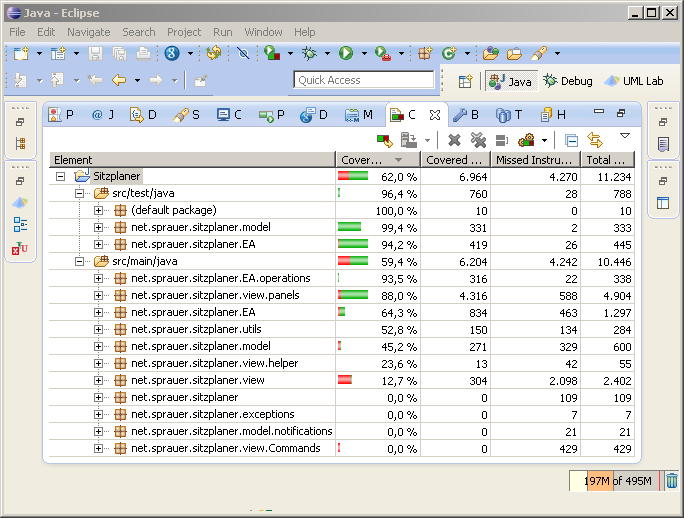 Java - Eclipse
File Edit Navigate Search Project Run Window Help
Quick Access Java Debug UML Lab
P @ J D S C P D M C B T H
Element Cover... Covered ... Missed Instru... Total ...
Sitzplaner 62,0 % 6.964 4.270 11.234
src/test/java 96,4 % 760 28 788
(default package) 100,0 % 10 0 10
net.sprauer.sitzplaner.model 99,4 % 331 2 333
net.sprauer.sitzplaner.EA 94,2 % 419 26 445
src/main/java 59,4 % 6.204 4.242 10.446
net.sprauer.sitzplaner.EA.operations 93,5 % 316 22 338
net.sprauer.sitzplaner.view.panels 88,0 % 4.316 588 4.904
net.sprauer.sitzplaner.EA 64,3 % 834 463 1.297
net.sprauer.sitzplaner.utils 52,8 % 150 134 284
net.sprauer.sitzplaner.model 45,2 % 271 329 600
net.sprauer.sitzplaner.view.helper 23,6 % 13 42 55
net.sprauer.sitzplaner.view 12,7 % 304 2.098 2.402
net.sprauer.sitzplaner 0,0 % 0 109 109
net.sprauer.sitzplaner.exceptions 0,0 % 0 7 7
net.sprauer.sitzplaner.model.notifications 0,0 % 0 21 21
net.sprauer.sitzplaner.view.Commands 0,0 % 0 429 429
197M of 495M